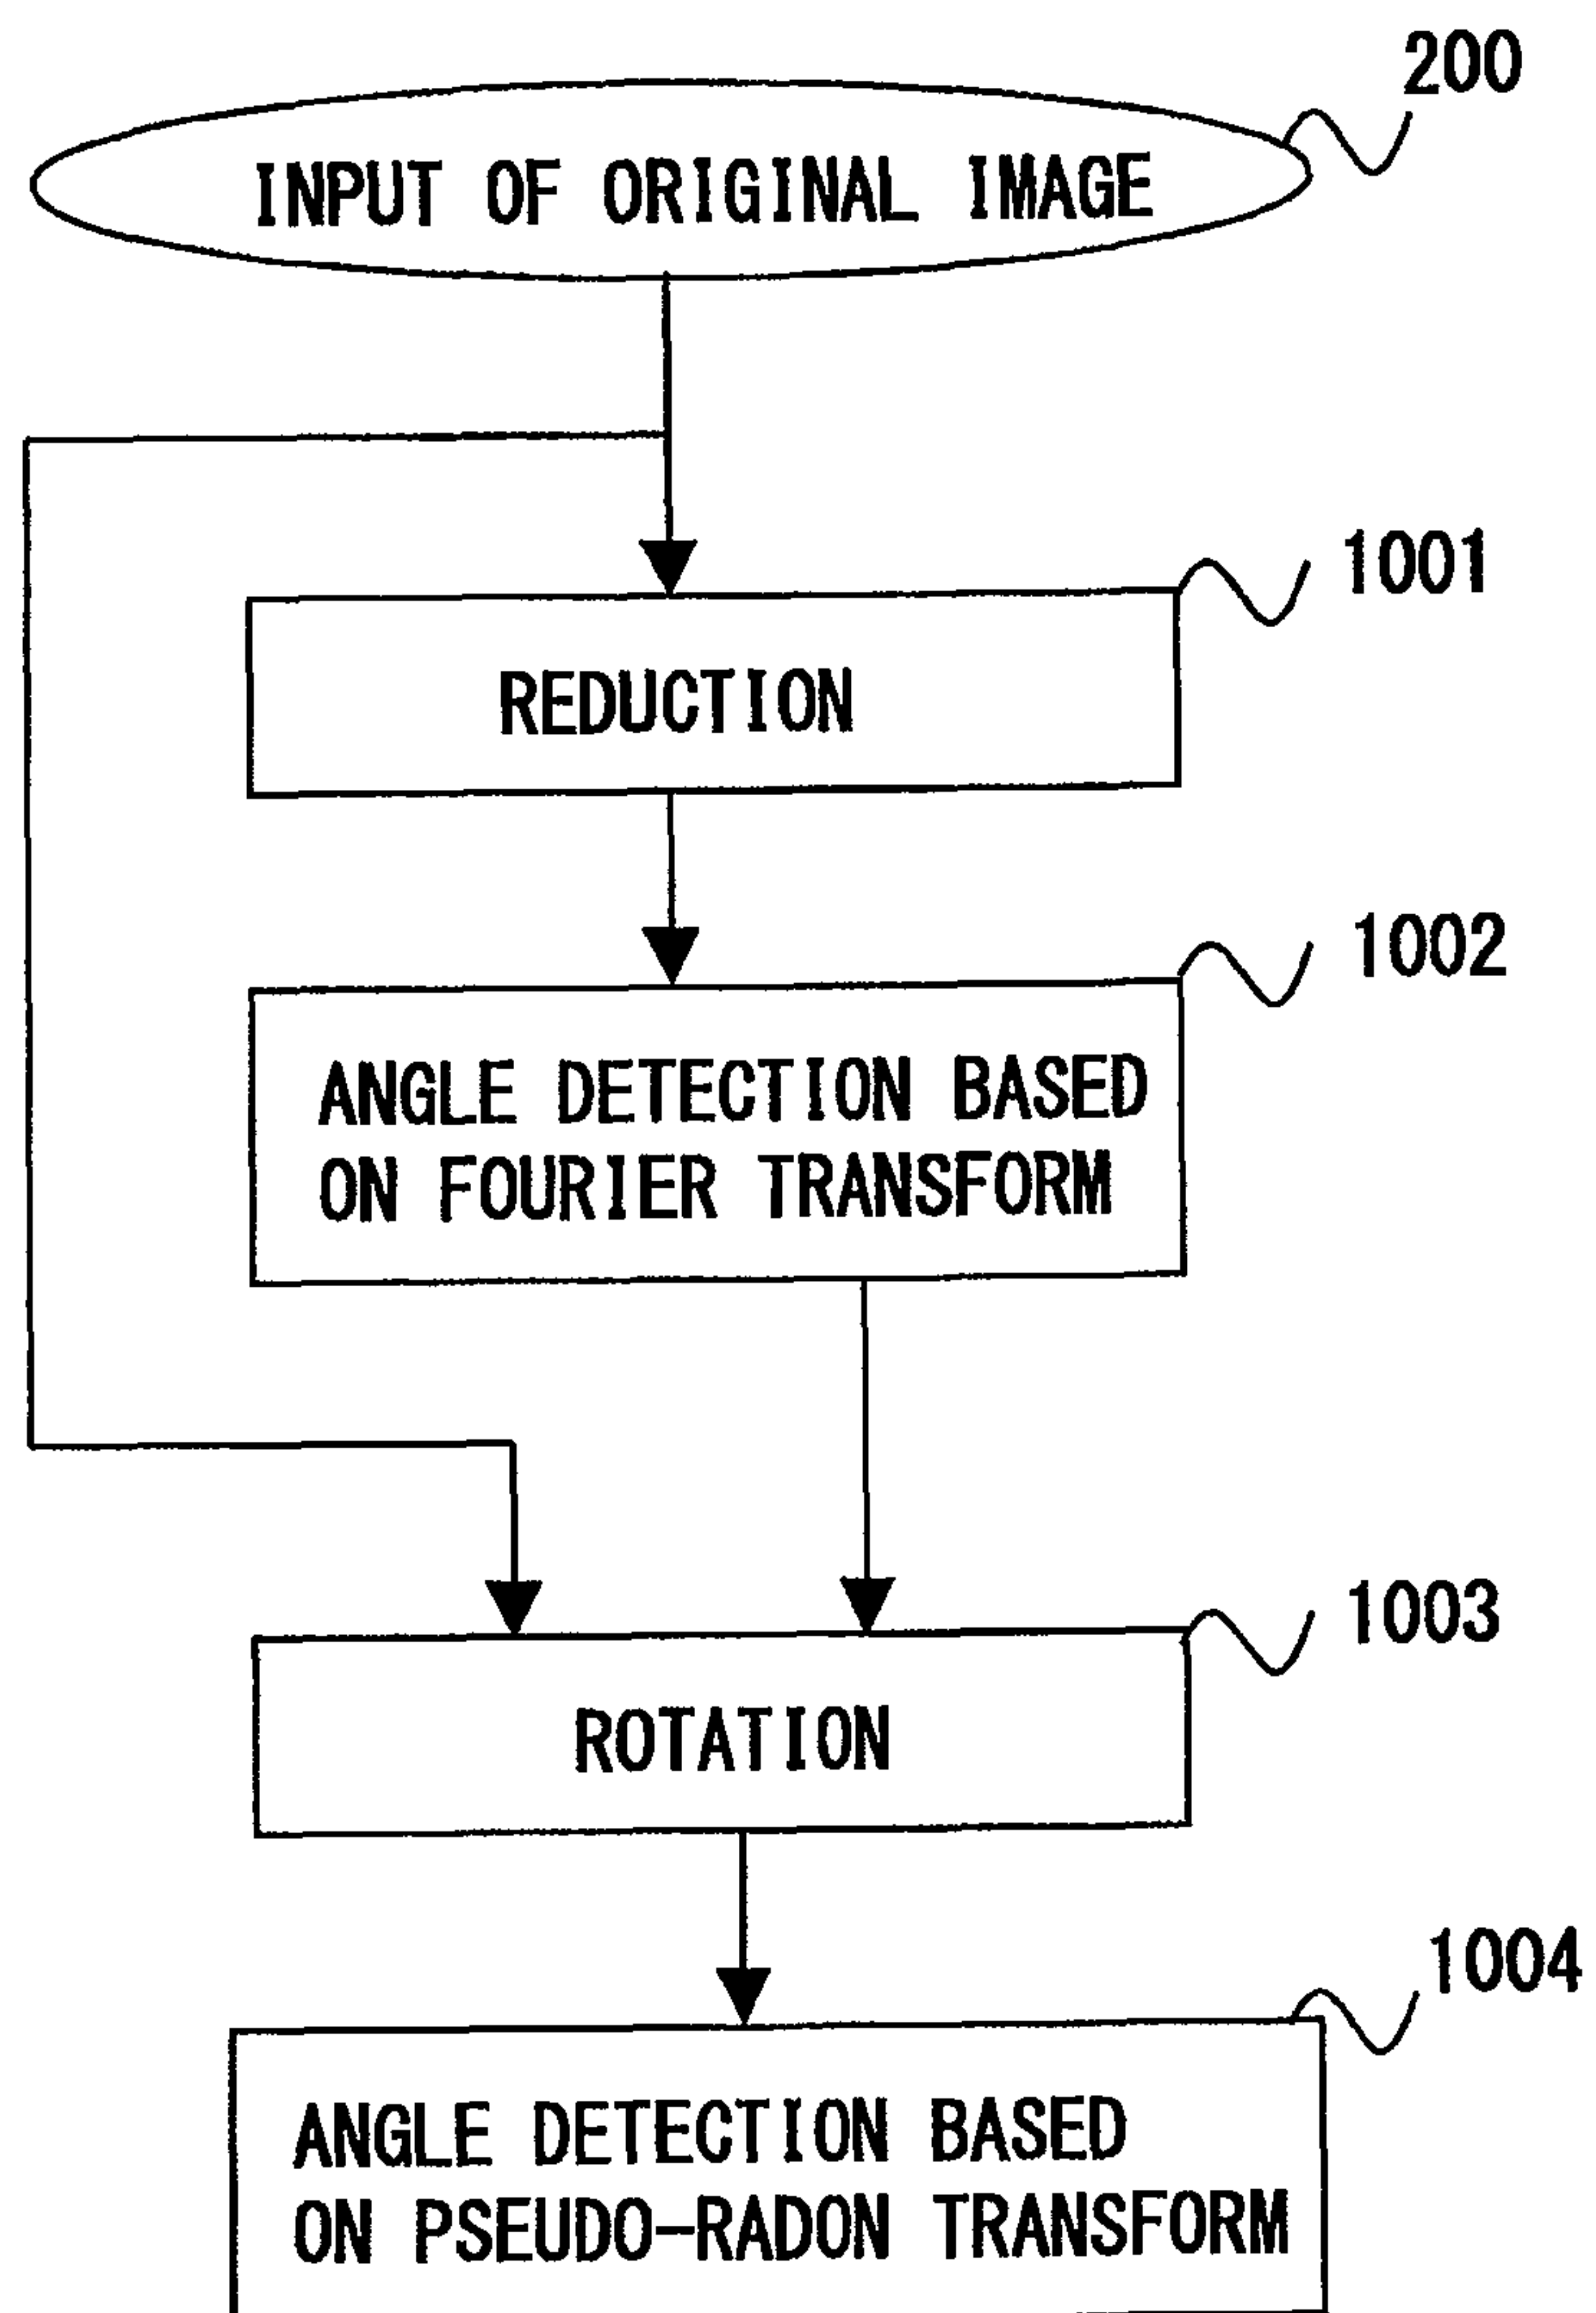 200
INPUT OF ORIGINAL IMAGE
1001
REDUCTION
1002
ANGLE DETECTION BASED
ON FOURIER TRANSFORM
1003
ROTATION
1004
ANGLE DETECTION BASED
ON PSEUDO-RADON TRANSFORM